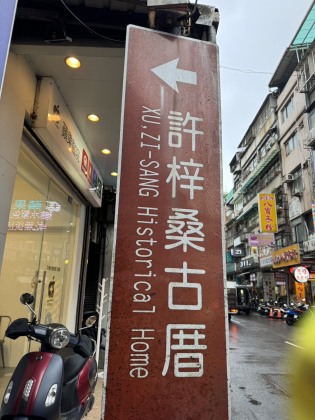 許梓桑古厝
XU,ZI-SANG Historical Home